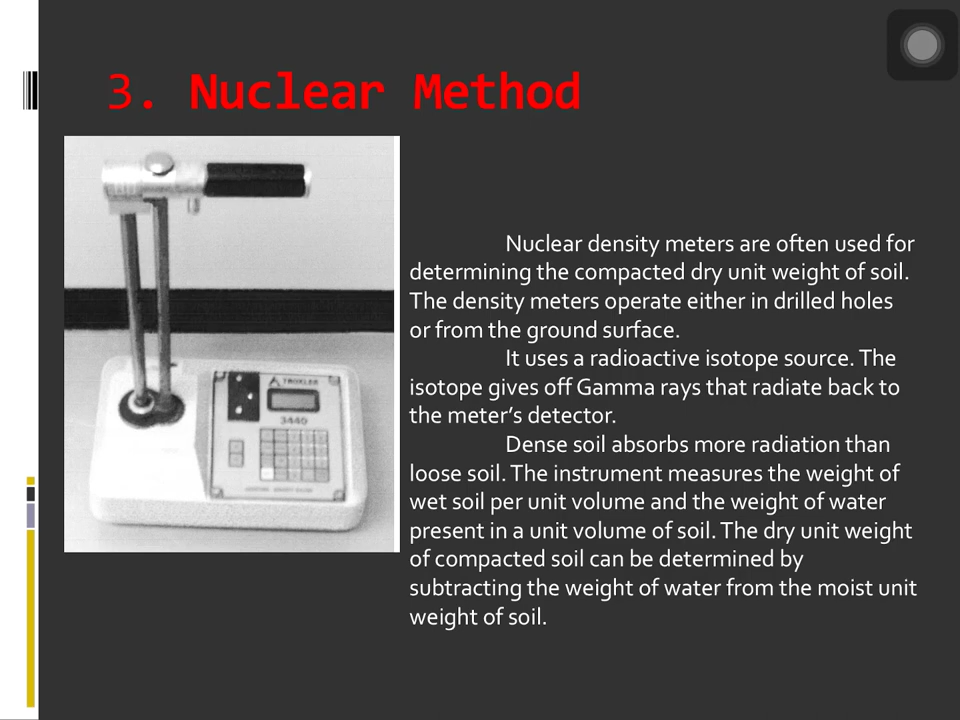 3. Nuclear Method
TROXLER
3440
Nuclear density meters are often used for
determining the compacted dry unit weight of soil.
The density meters operate either in drilled holes
or from the ground surface.
It uses a radioactive isotope source. The
isotope gives off Gamma rays that radiate back to
the meter’s detector.
Dense soil absorbs more radiation than
loose soil. The instrument measures the weight of
wet soil per unit volume and the weight of water
present in a unit volume of soil. The dry unit weight
of compacted soil can be determined by
subtracting the weight of water from the moist unit
weight of soil.